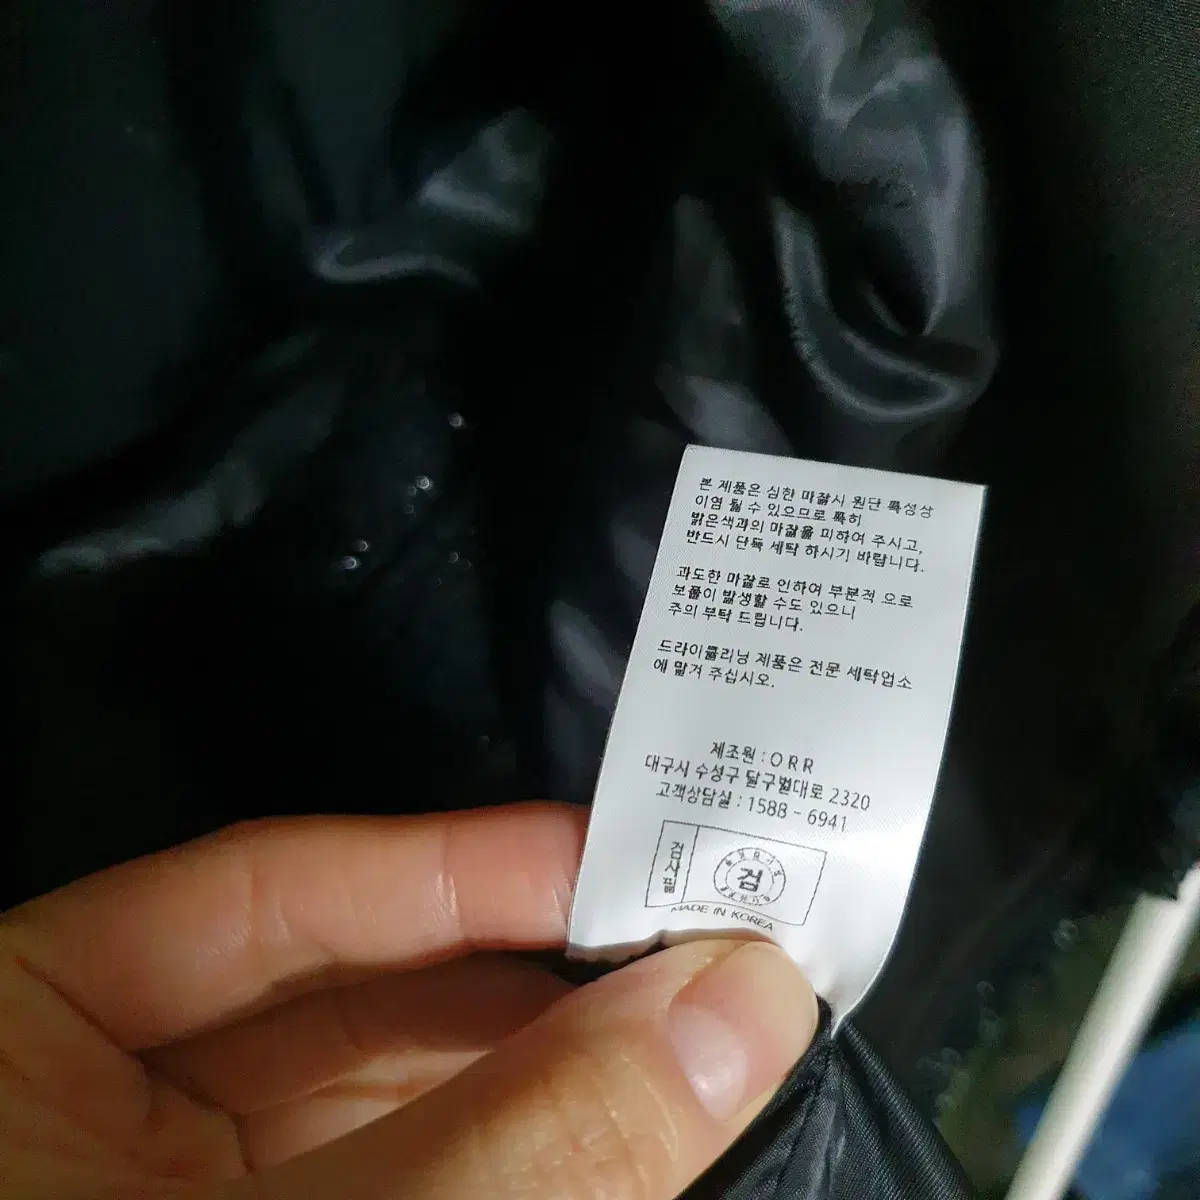 본 제품은 심한 마찰시 원단 특성상
이염 될 수 있으므로 특히
밝은색과의 마찰을 피하여 주시고,
반드시 단독 세탁 하시기 바랍니다.
과도한 마찰로 인하여 부분적 으로
보풀이 발생할 수도 있으니
주의 부탁 드립니다.
드라이클리닝 제품은 전문 세탁업소
에 맡겨 주십시오.
제조원 : ORR
대구시 수성구 달구벌대로 2320
고객상담실 : 1588 - 6941
검사필
검
MADE IN KOREA